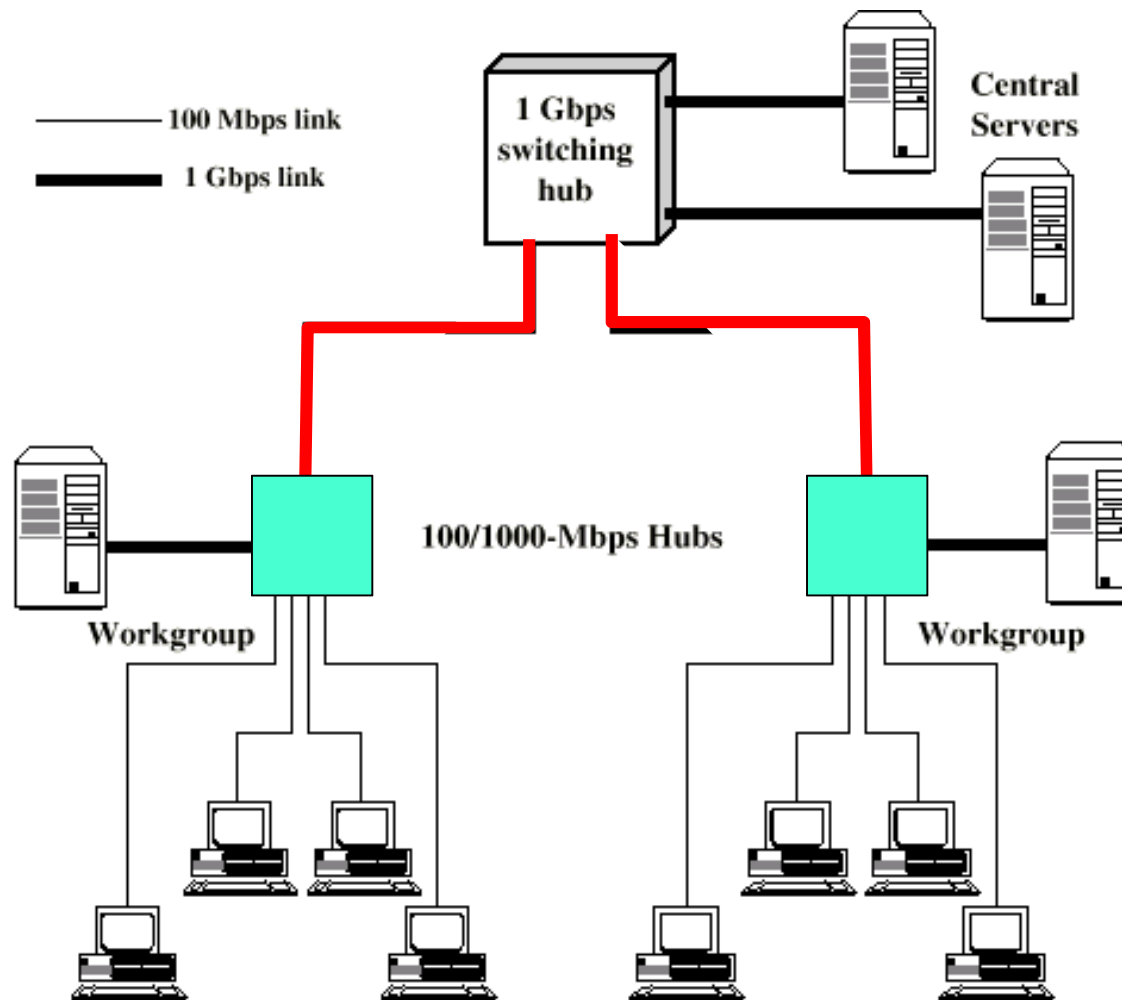 1 Gbps
switching
hub
Central
Servers
100 Mbps link
1 Gbps link
100/1000-Mbps Hubs
Workgroup
Workgroup